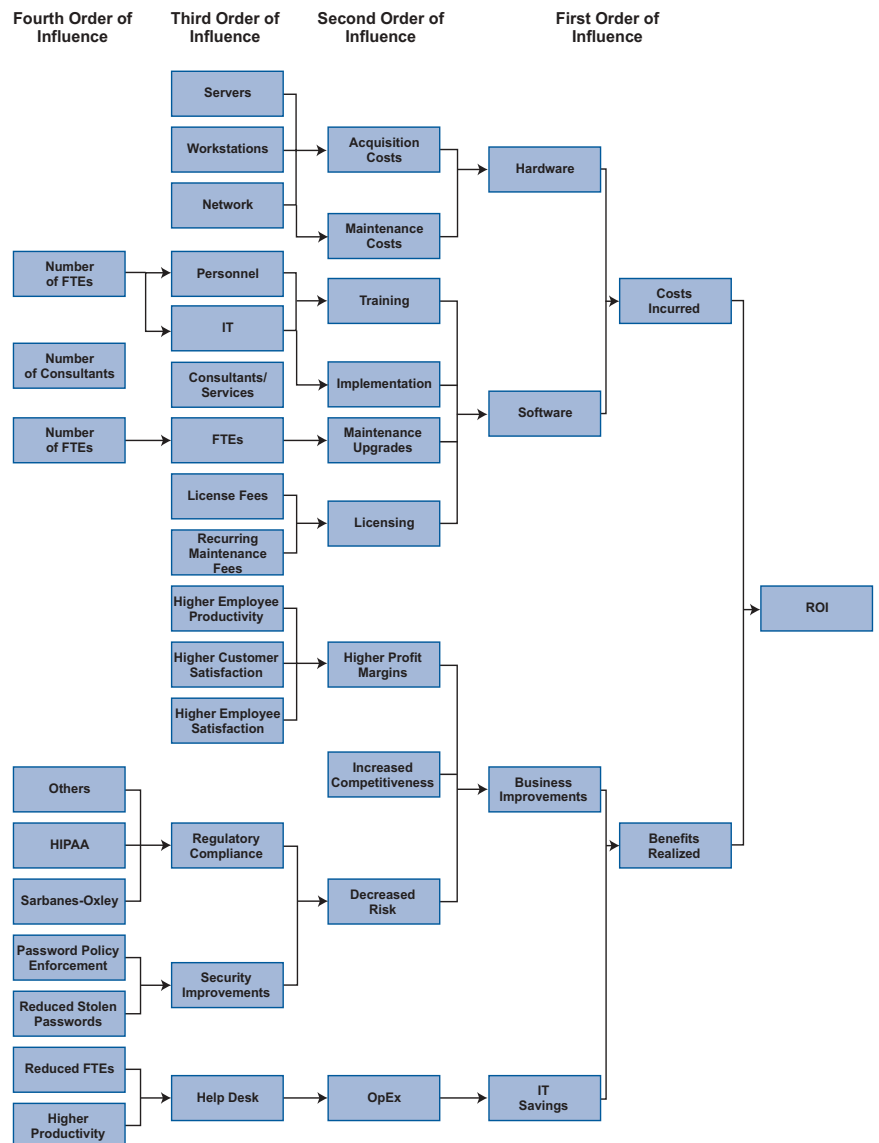 Fourth Order of
Influence
Third Order of
Influence
Second Order of
Influence
First Order of
Influence
Servers
Workstations
Network
Acquisition
Costs
Maintenance
Costs
Hardware
Number
of FTEs
Personnel
IT
Training
Costs
Incurred
Number
of Consultants
Consultants/
Services
Implementation
Software
Number
of FTEs
FTEs
Maintenance
Upgrades
License Fees
Recurring
Maintenance
Fees
Licensing
Higher Employee
Productivity
Higher Customer
Satisfaction
Higher Employee
Satisfaction
Higher Profit
Margins
ROI
Increased
Competitiveness
Business
Improvements
Others
HIPAA
Sarbanes-Oxley
Regulatory
Compliance
Decreased
Risk
Benefits
Realized
Password Policy
Enforcement
Reduced Stolen
Passwords
Security
Improvements
Reduced FTEs
Higher
Productivity
Help Desk
OpEx
IT
Savings